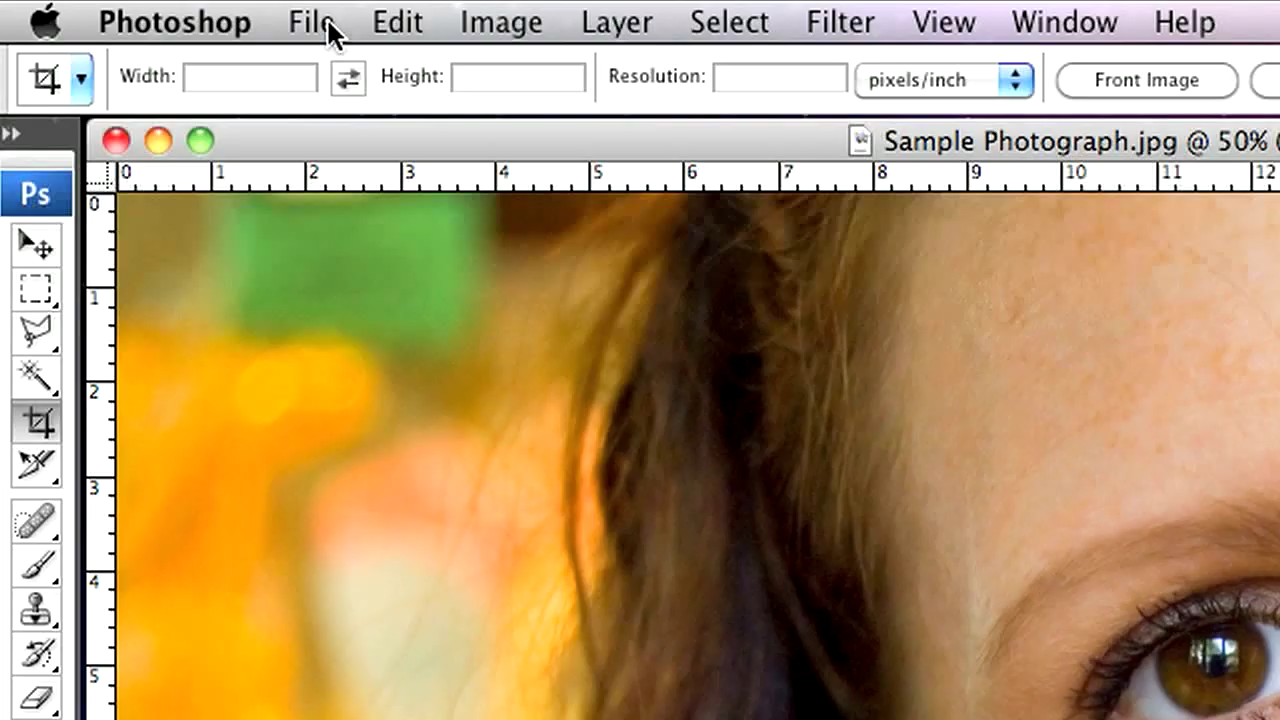 Photoshop File Edit Image Layer Select Filter View Window Help
Width: Height: Resolution: pixels/inch Front Image
Sample Photograph.jpg @ 50% (
0 1 2 3 4 5 6 7 8 9 10 11 12
Ps
0
1
2
3
4
5